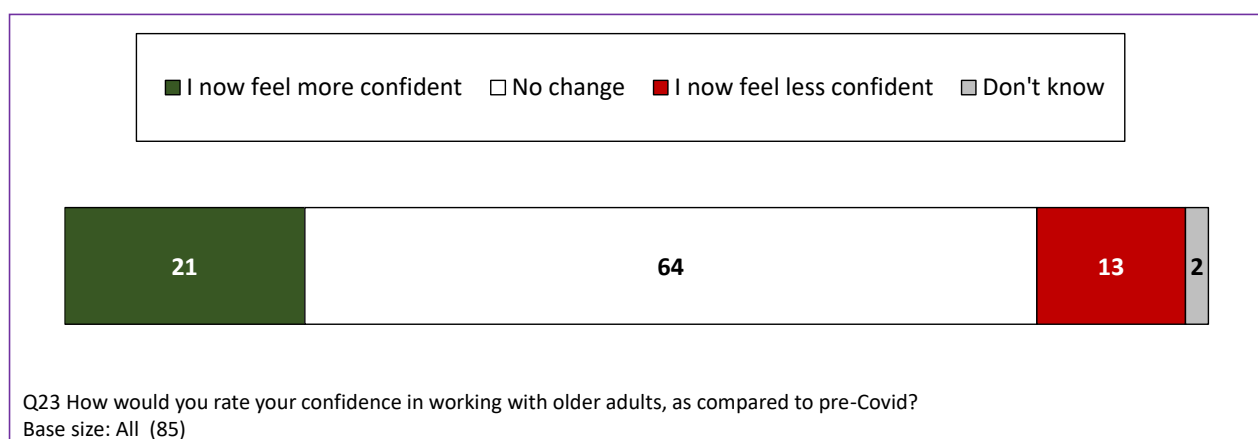 I now feel more confident No change I now feel less confident Don't know
21 64 13 2
Q23 How would you rate your confidence in working with older adults, as compared to pre-Covid?
Base size: All (85)